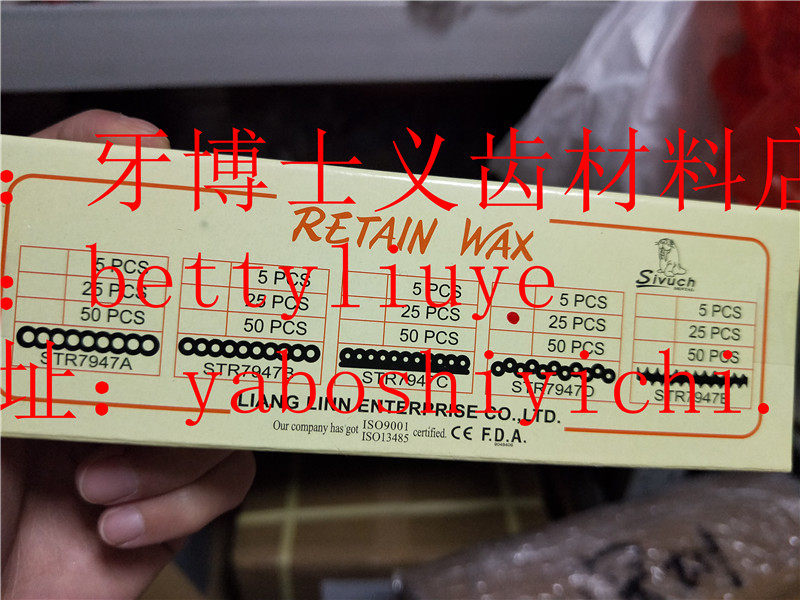 ：牙博士义齿材料店
RETAIN WAX
Sivuch
DENTAL
：bettyliuye
5 PCS
25 PCS
50 PCS
STR7947A
5 PCS
25 PCS
50 PCS
STR7947B
5 PCS
25 PCS
50 PCS
STR7947C
5 PCS
25 PCS
50 PCS
STR7947D
5 PCS
25 PCS
50 PCS
STR7947E
址：yaboshiyichi.
LIANG LINN ENTERPRISE CO.,LTD.
Our company has got ISO9001 ISO13485 certified. CE F.D.A.